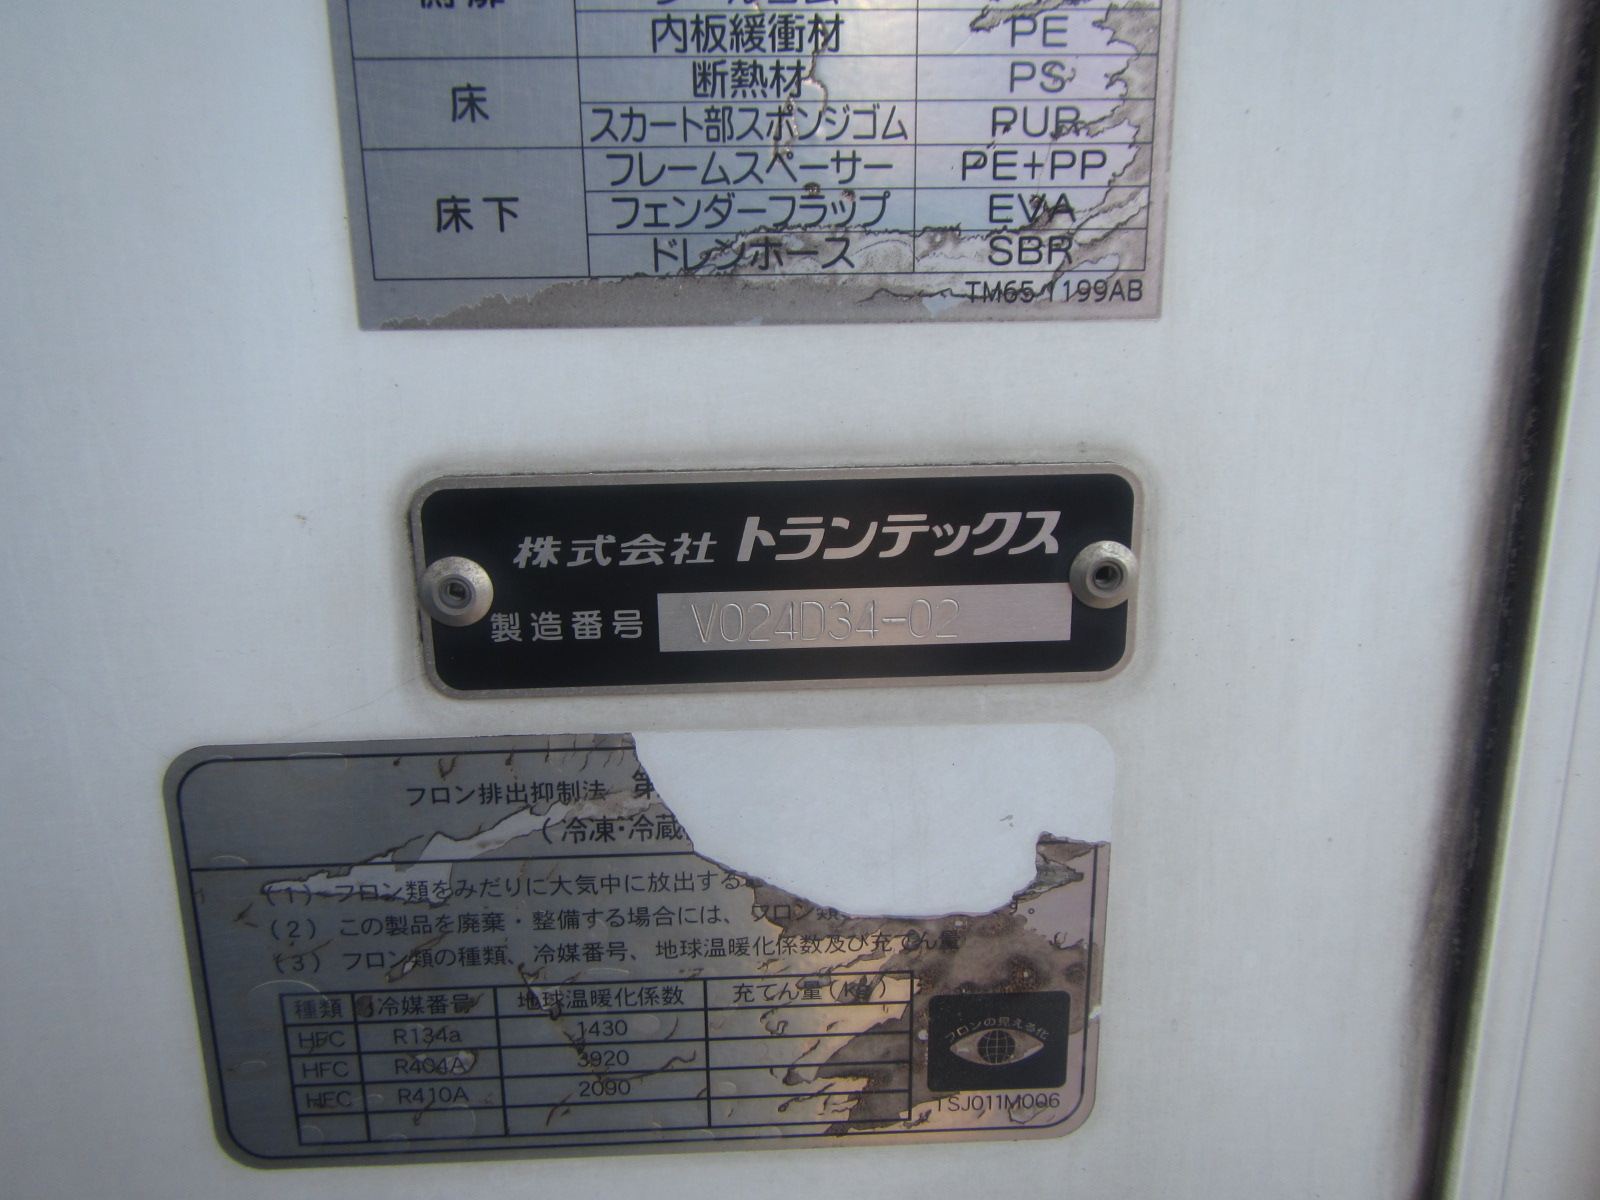 内板緩衝材 PE
床 断熱材 PS
スカート部スポンジゴム PUR
床下 フレームスペーサー PE+PP
フェンダーフラップ EVA
ドレンホース SBR
TM65 1199AB
株式会社 トランテックス
製造番号 V024D34-02
フロン排出抑制法 第
(冷凍・冷蔵
(1) フロン類をみだりに大気中に放出する
(2) この製品を廃棄・整備する場合には、フロン類 す。
(3) フロン類の種類、冷媒番号、地球温暖化係数及び充てん量
種類 冷媒番号 地球温暖化係数 充てん量(kg)
HFC R134a 1430
HFC R404A 3920
HFC R410A 2090
フロンの見える化
TSJ011M006